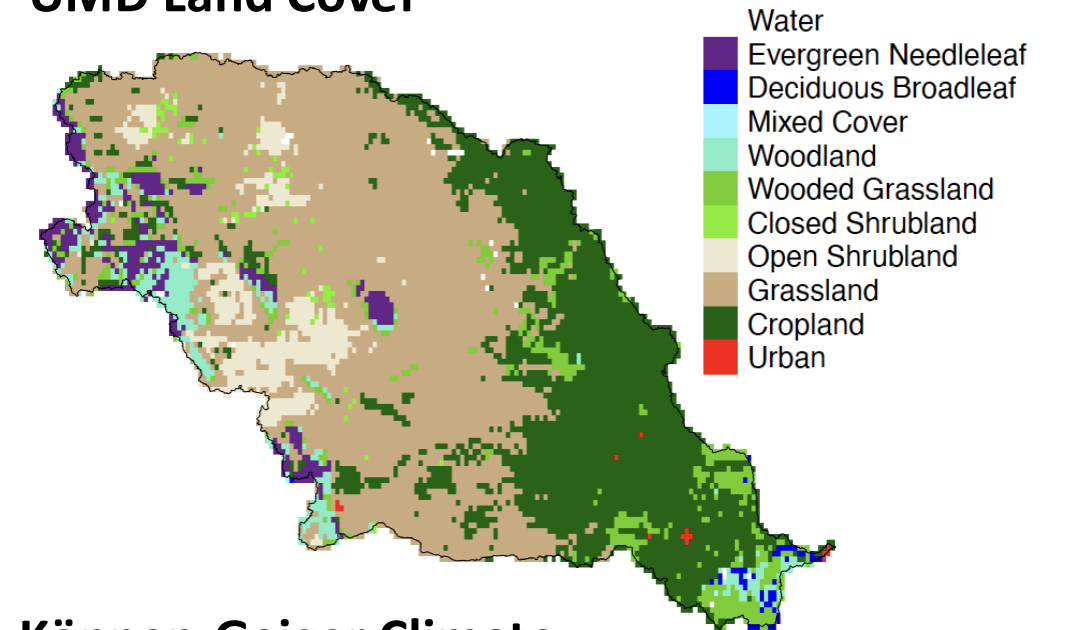 UMD Land Cover
Water
Evergreen Needleleaf
Deciduous Broadleaf
Mixed Cover
Woodland
Wooded Grassland
Closed Shrubland
Open Shrubland
Grassland
Cropland
Urban
Köppen-Geiger Climate